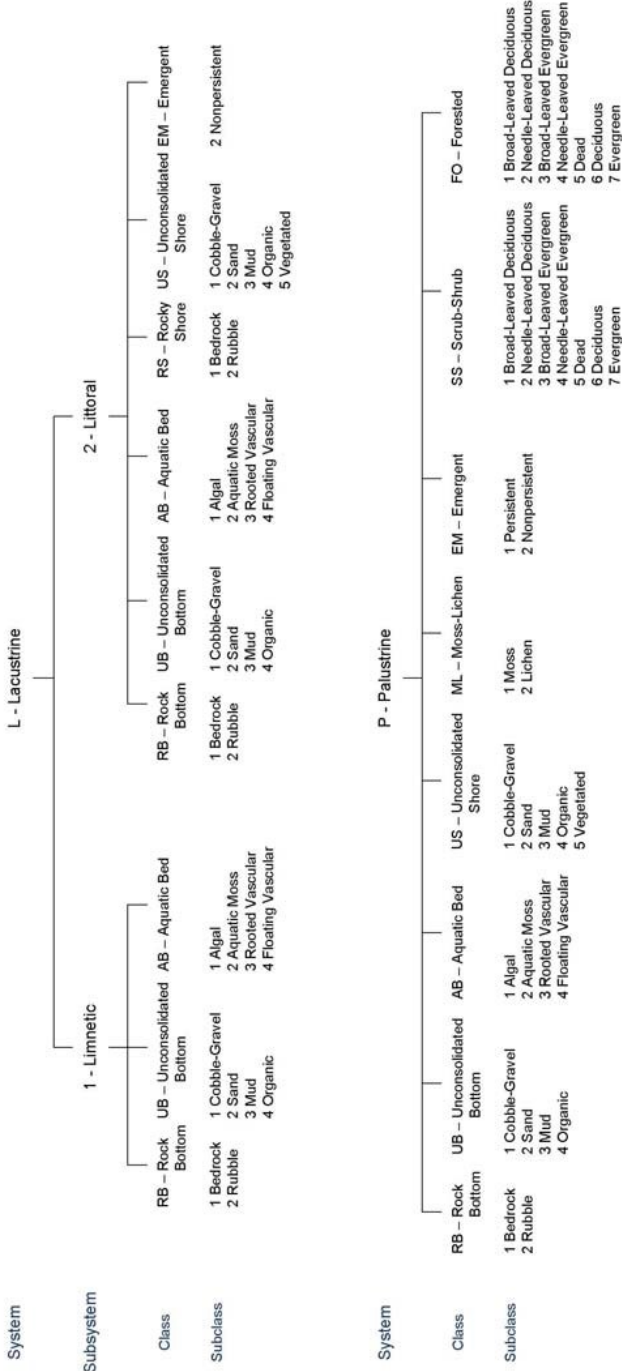 System
L - Lacustrine
Subsystem
1 - Limnetic
2 - Littoral
Class
RB – Rock
Bottom
UB – Unconsolidated
Bottom
AB – Aquatic Bed
RB – Rock
Bottom
UB – Unconsolidated
Bottom
AB – Aquatic Bed
RS – Rocky
Shore
US – Unconsolidated
Shore
EM – Emergent
Subclass
1 Bedrock
2 Rubble
1 Cobble-Gravel
2 Sand
3 Mud
4 Organic
1 Algal
2 Aquatic Moss
3 Rooted Vascular
4 Floating Vascular
1 Bedrock
2 Rubble
1 Cobble-Gravel
2 Sand
3 Mud
4 Organic
1 Algal
2 Aquatic Moss
3 Rooted Vascular
4 Floating Vascular
1 Bedrock
2 Rubble
1 Cobble-Gravel
2 Sand
3 Mud
4 Organic
5 Vegetated
2 Nonpersistent
System
P - Palustrine
Class
RB – Rock
Bottom
UB – Unconsolidated
Bottom
AB – Aquatic Bed
US – Unconsolidated
Shore
ML – Moss-Lichen
EM – Emergent
SS – Scrub-Shrub
FO – Forested
Subclass
1 Bedrock
2 Rubble
1 Cobble-Gravel
2 Sand
3 Mud
4 Organic
1 Algal
2 Aquatic Moss
3 Rooted Vascular
4 Floating Vascular
1 Cobble-Gravel
2 Sand
3 Mud
4 Organic
5 Vegetated
1 Moss
2 Lichen
1 Persistent
2 Nonpersistent
1 Broad-Leaved Deciduous
2 Needle-Leaved Deciduous
3 Broad-Leaved Evergreen
4 Needle-Leaved Evergreen
5 Dead
6 Deciduous
7 Evergreen
1 Broad-Leaved Deciduous
2 Needle-Leaved Deciduous
3 Broad-Leaved Evergreen
4 Needle-Leaved Evergreen
5 Dead
6 Deciduous
7 Evergreen